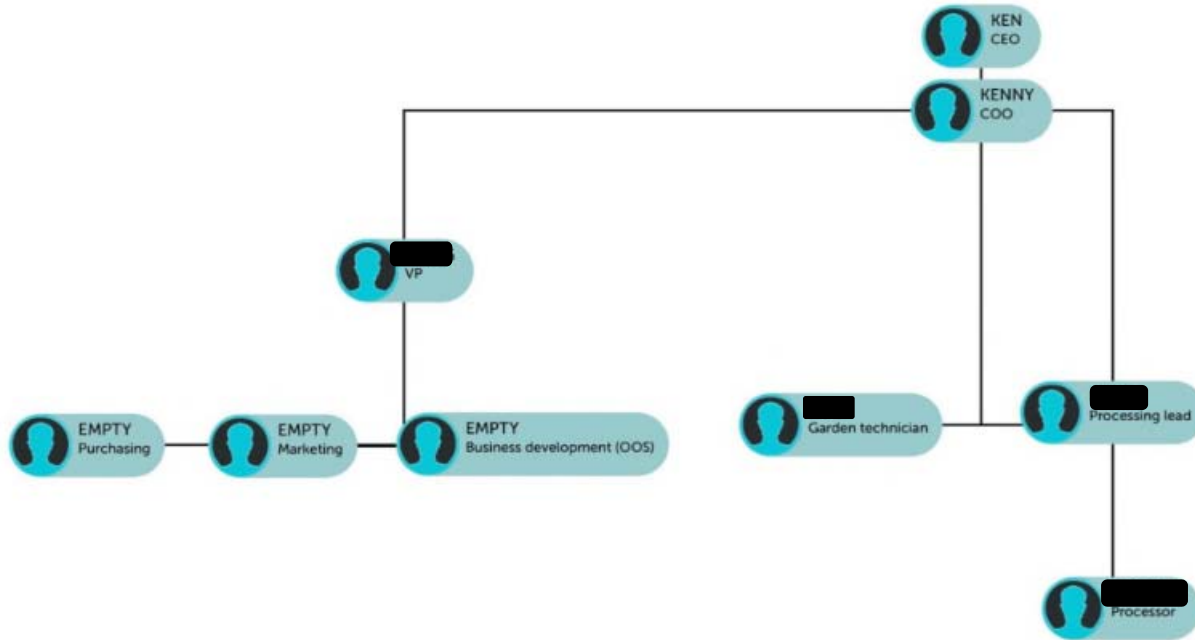 KEN
CEO
KENNY
COO
VP
EMPTY
Purchasing
EMPTY
Marketing
EMPTY
Business development (OOS)
Garden technician
Processing lead
Processor